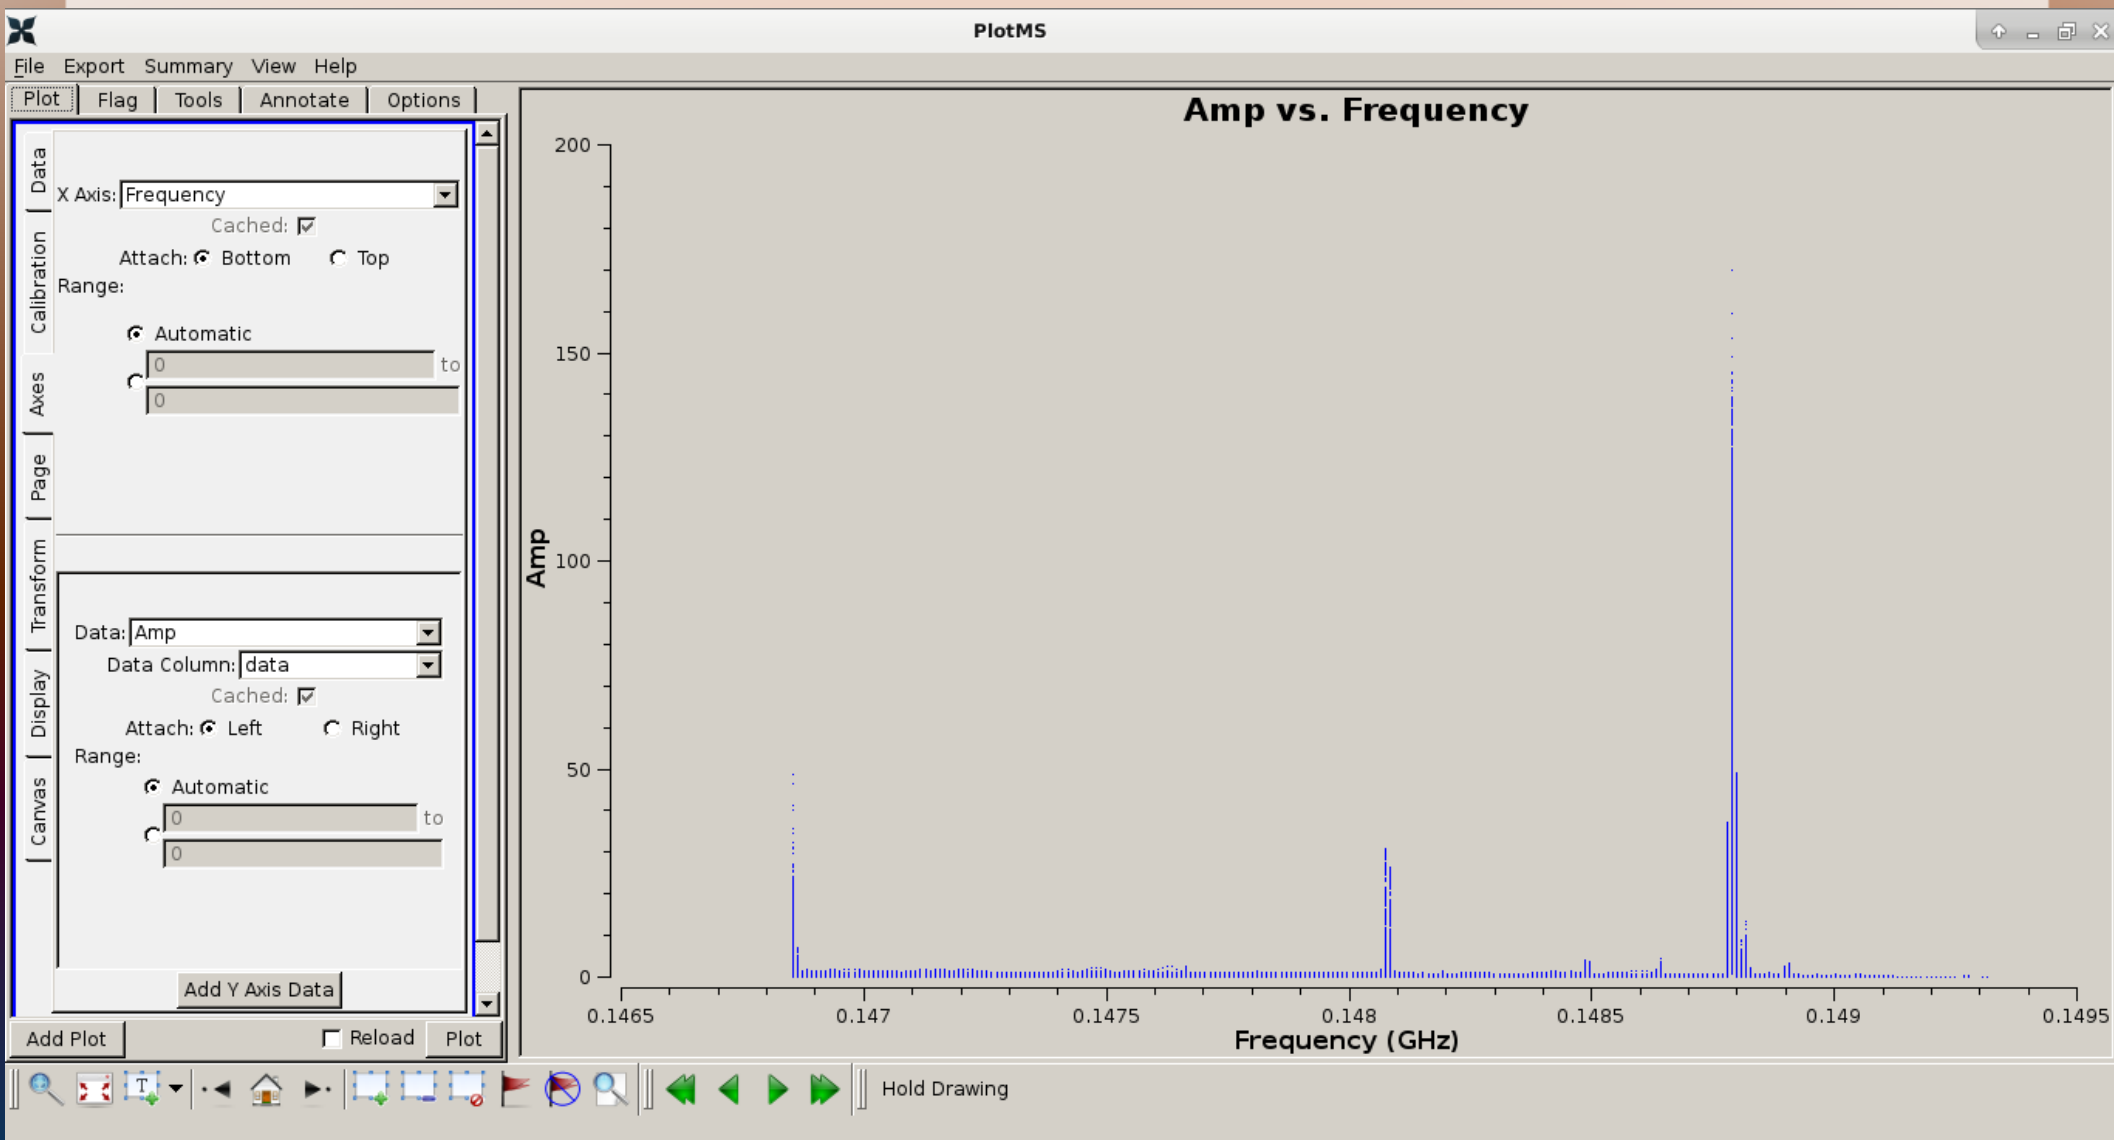 PlotMS
File Export Summary View Help
Plot Flag Tools Annotate Options
Data
Calibration
Axes
Page
Transform
Display
Canvas
X Axis: Frequency
Cached:
Attach: Bottom Top
Range:
Automatic
0 to
0
Data: Amp
Data Column: data
Cached:
Attach: Left Right
Range:
Automatic
0 to
0
Add Y Axis Data
Add Plot Reload Plot
Amp vs. Frequency
Amp
200
150
100
50
0
0.1465 0.147 0.1475 0.148 0.1485 0.149 0.1495
Frequency (GHz)
T
Hold Drawing